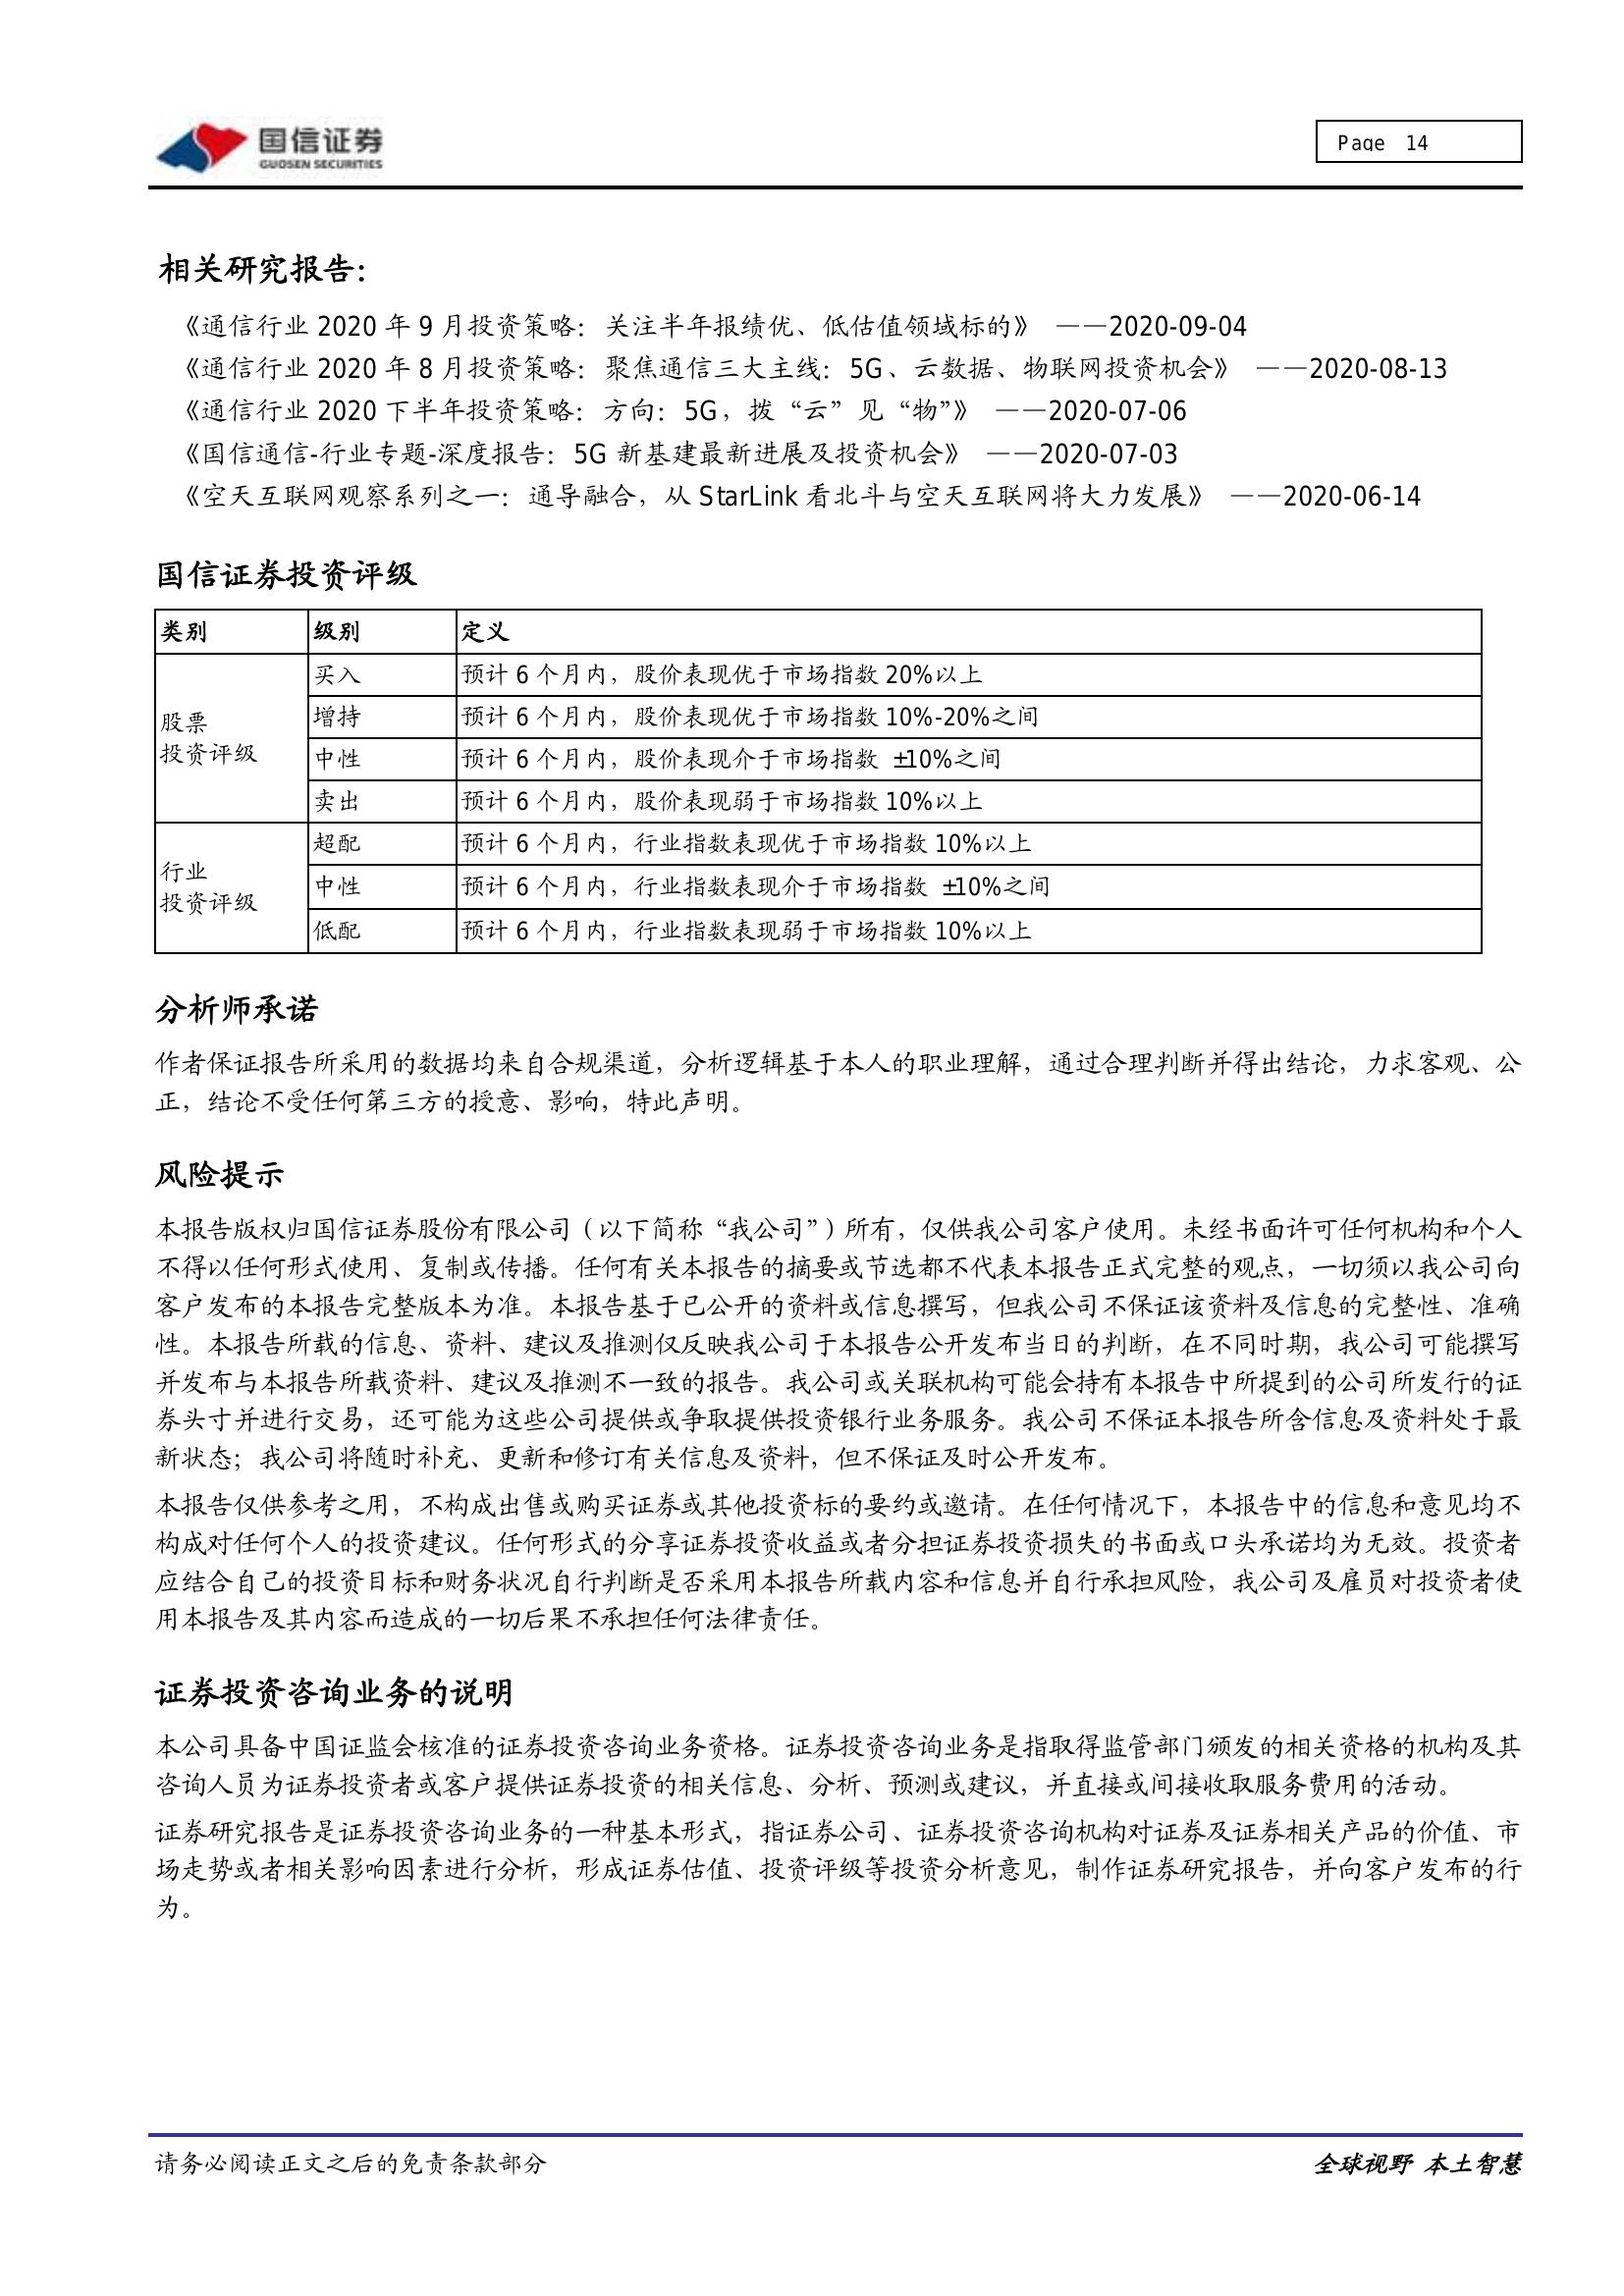 国信证券
GUOSEN SECURITIES
Page 14
相关研究报告：
《通信行业 2020 年 9 月投资策略：关注半年报绩优、低估值领域标的》 ——2020-09-04
《通信行业 2020 年 8 月投资策略：聚焦通信三大主线：5G、云数据、物联网投资机会》 ——2020-08-13
《通信行业 2020 下半年投资策略：方向：5G，拨“云”见“物”》 ——2020-07-06
《国信通信-行业专题-深度报告：5G 新基建最新进展及投资机会》 ——2020-07-03
《空天互联网观察系列之一：通导融合，从 StarLink 看北斗与空天互联网将大力发展》 ——2020-06-14
国信证券投资评级
类别 级别 定义
股票
投资评级
买入 预计 6 个月内，股价表现优于市场指数 20%以上
增持 预计 6 个月内，股价表现优于市场指数 10%-20%之间
中性 预计 6 个月内，股价表现介于市场指数 ±10%之间
卖出 预计 6 个月内，股价表现弱于市场指数 10%以上
行业
投资评级
超配 预计 6 个月内，行业指数表现优于市场指数 10%以上
中性 预计 6 个月内，行业指数表现介于市场指数 ±10%之间
低配 预计 6 个月内，行业指数表现弱于市场指数 10%以上
分析师承诺
作者保证报告所采用的数据均来自合规渠道，分析逻辑基于本人的职业理解，通过合理判断并得出结论，力求客观、公
正，结论不受任何第三方的授意、影响，特此声明。
风险提示
本报告版权归国信证券股份有限公司（以下简称“我公司”）所有，仅供我公司客户使用。未经书面许可任何机构和个人
不得以任何形式使用、复制或传播。任何有关本报告的摘要或节选都不代表本报告正式完整的观点，一切须以我公司向
客户发布的本报告完整版本为准。本报告基于已公开的资料或信息撰写，但我公司不保证该资料及信息的完整性、准确
性。本报告所载的信息、资料、建议及推测仅反映我公司于本报告公开发布当日的判断，在不同时期，我公司可能撰写
并发布与本报告所载资料、建议及推测不一致的报告。我公司或关联机构可能会持有本报告中所提到的公司所发行的证
券头寸并进行交易，还可能为这些公司提供或争取提供投资银行业务服务。我公司不保证本报告所含信息及资料处于最
新状态；我公司将随时补充、更新和修订有关信息及资料，但不保证及时公开发布。
本报告仅供参考之用，不构成出售或购买证券或其他投资标的要约或邀请。在任何情况下，本报告中的信息和意见均不
构成对任何个人的投资建议。任何形式的分享证券投资收益或者分担证券投资损失的书面或口头承诺均为无效。投资者
应结合自己的投资目标和财务状况自行判断是否采用本报告所载内容和信息并自行承担风险，我公司及雇员对投资者使
用本报告及其内容而造成的一切后果不承担任何法律责任。
证券投资咨询业务的说明
本公司具备中国证监会核准的证券投资咨询业务资格。证券投资咨询业务是指取得监管部门颁发的相关资格的机构及其
咨询人员为证券投资者或客户提供证券投资的相关信息、分析、预测或建议，并直接或间接收取服务费用的活动。
证券研究报告是证券投资咨询业务的一种基本形式，指证券公司、证券投资咨询机构对证券及证券相关产品的价值、市
场走势或者相关影响因素进行分析，形成证券估值、投资评级等投资分析意见，制作证券研究报告，并向客户发布的行
为。
请务必阅读正文之后的免责条款部分
全球视野 本土智慧